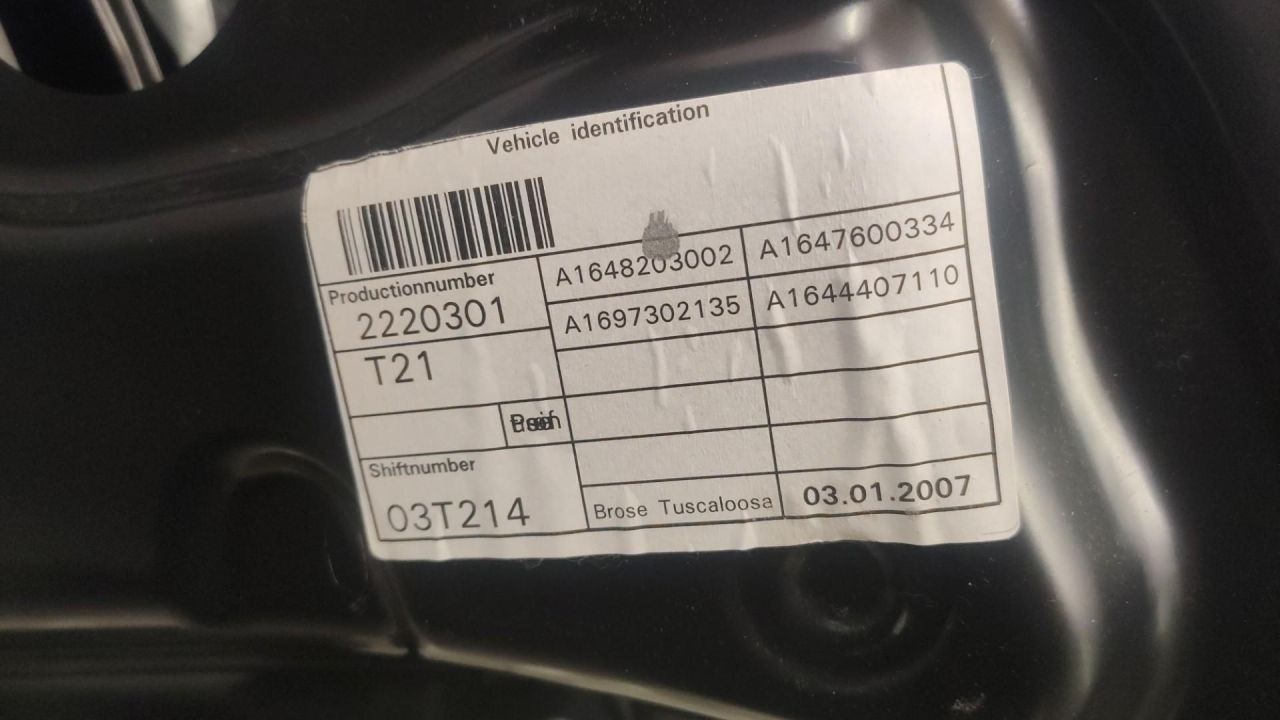 Vehicle identification
Productionnumber
2220301
T21
Shiftnumber
03T214
A1648203002 A1647600334
A1697302135 A1644407110
Brose Tuscaloosa 03.01.2007